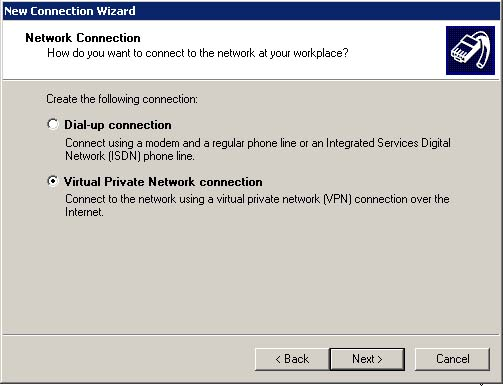 New Connection Wizard
Network Connection
How do you want to connect to the network at your workplace?
Create the following connection:
Dial-up connection
Connect using a modem and a regular phone line or an Integrated Services Digital
Network (ISDN) phone line.
Virtual Private Network connection
Connect to the network using a virtual private network (VPN) connection over the
Internet.
< Back
Next >
Cancel